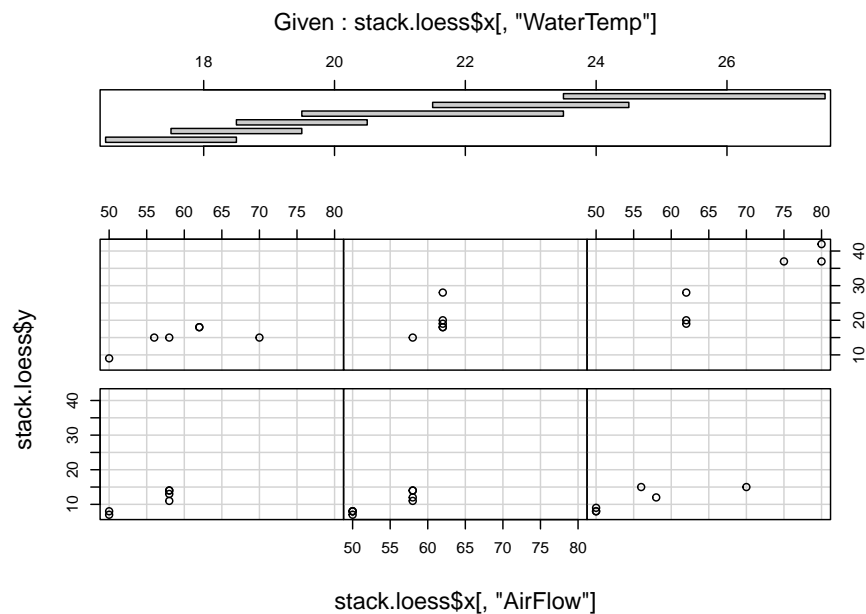 Given : stack.loess$x[, "WaterTemp"]
18 20 22 24 26
50 55 60 65 70 75 80 50 55 60 65 70 75 80
10 20 30 40
stack.loess$y
10 20 30 40
50 55 60 65 70 75 80
stack.loess$x[, "AirFlow"]